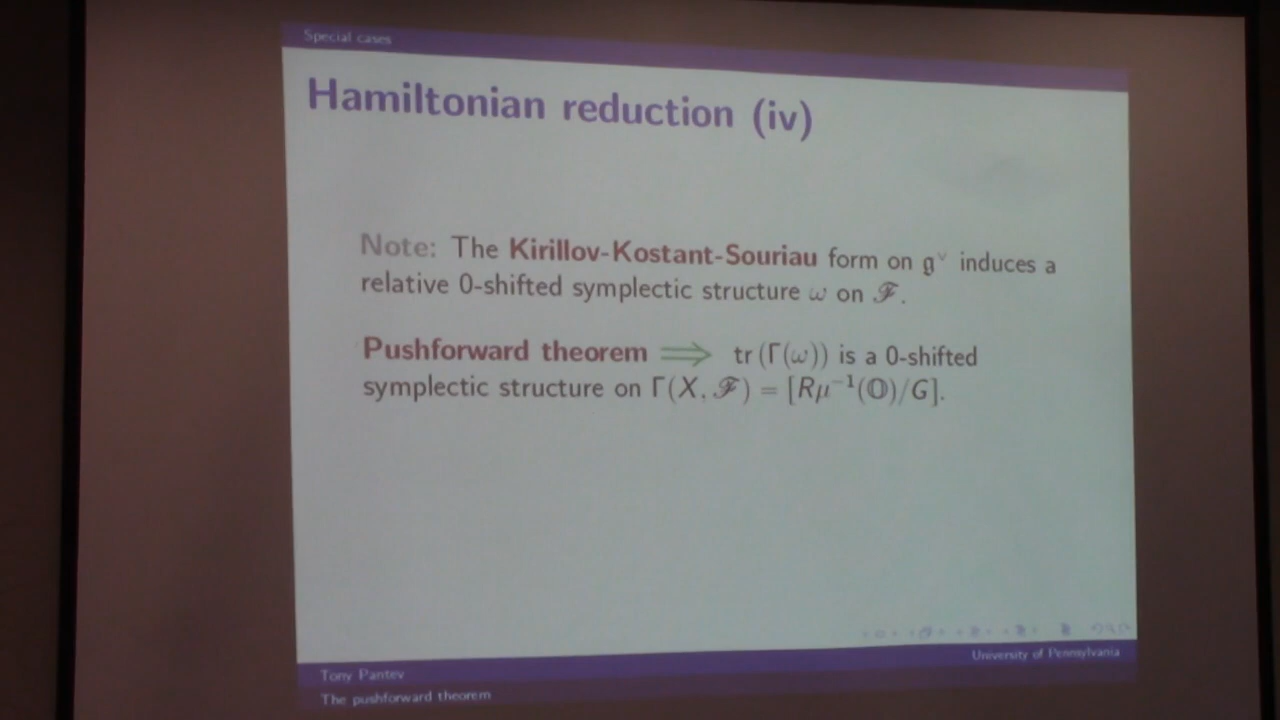 Special cases
Hamiltonian reduction (iv)
Note: The Kirillov-Kostant-Souriau form on 𝔤ˇ induces a
relative 0-shifted symplectic structure ω on ℱ.
Pushforward theorem ⟹ tr (Γ(ω)) is a 0-shifted
symplectic structure on Γ(X, ℱ) = [Rμ⁻¹(𝕆)/G].
University of Pennsylvania
Tony Pantev
The pushforward theorem